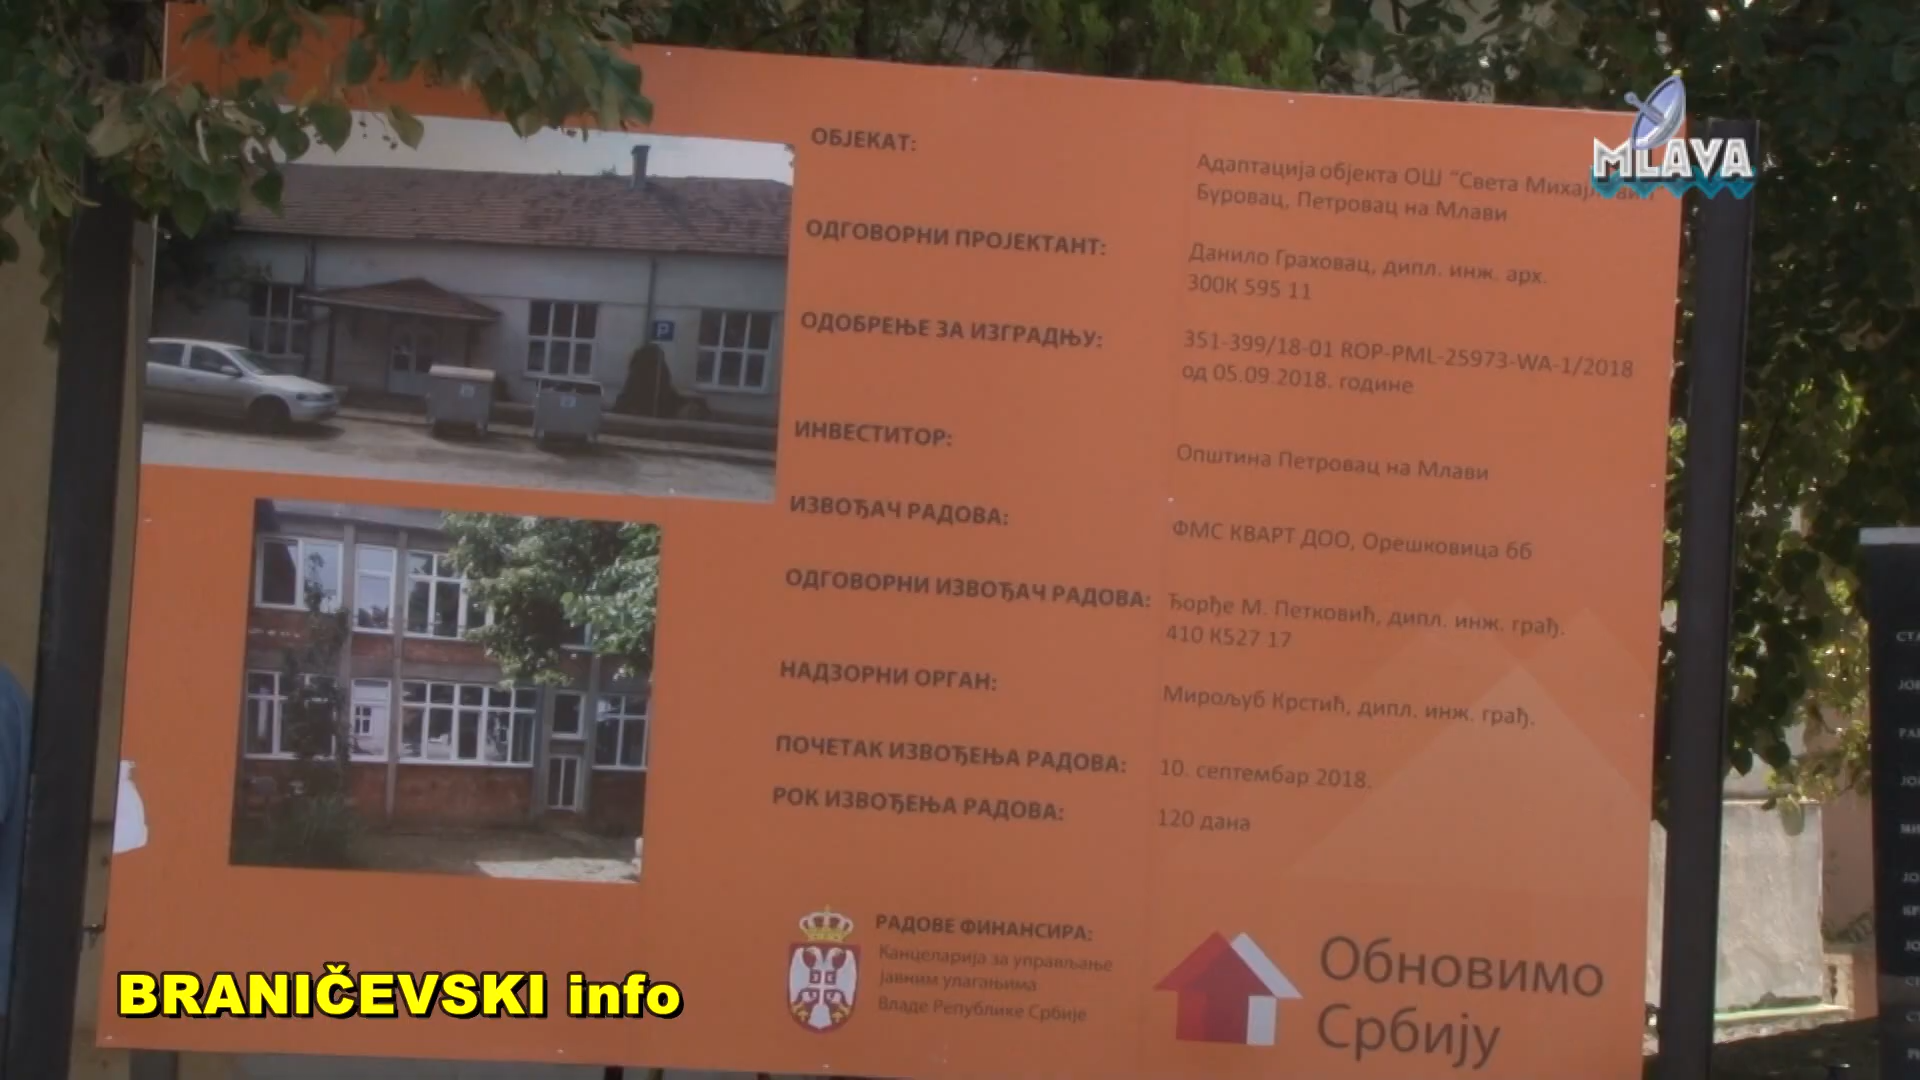 MLAVA
ОБЈЕКАТ:
Адаптација објекта ОШ "Света
Буровац, Петровац на Млави
ОДГОВОРНИ ПРОЈЕКТАНТ:
Данило Граховац, дипл. инж. арх.
300К 595 11
ОДОБРЕЊЕ ЗА ИЗГРАДЊУ:
351-399/18-01 ROP-PML-25973-WA-1/2018
од 05.09.2018. године
ИНВЕСТИТОР:
Општина Петровац на Млави
ИЗВОЂАЧ РАДОВА:
ФМС КВАРТ ДОО, Орешковица бб
ОДГОВОРНИ ИЗВОЂАЧ РАДОВА:
Ђорђе М. Петковић, дипл. инж. грађ.
410 К527 17
НАДЗОРНИ ОРГАН:
Мирољуб Крстић, дипл. инж. грађ.
ПОЧЕТАК ИЗВОЂЕЊА РАДОВА:
10. септембар 2018.
РОК ИЗВОЂЕЊА РАДОВА:
120 дана
РАДОВЕ ФИНАНСИРА:
Канцеларија за управљање
јавним улагањима
Владе Републике Србије
Обновимо
Србију
BRANIČEVSKI info
P